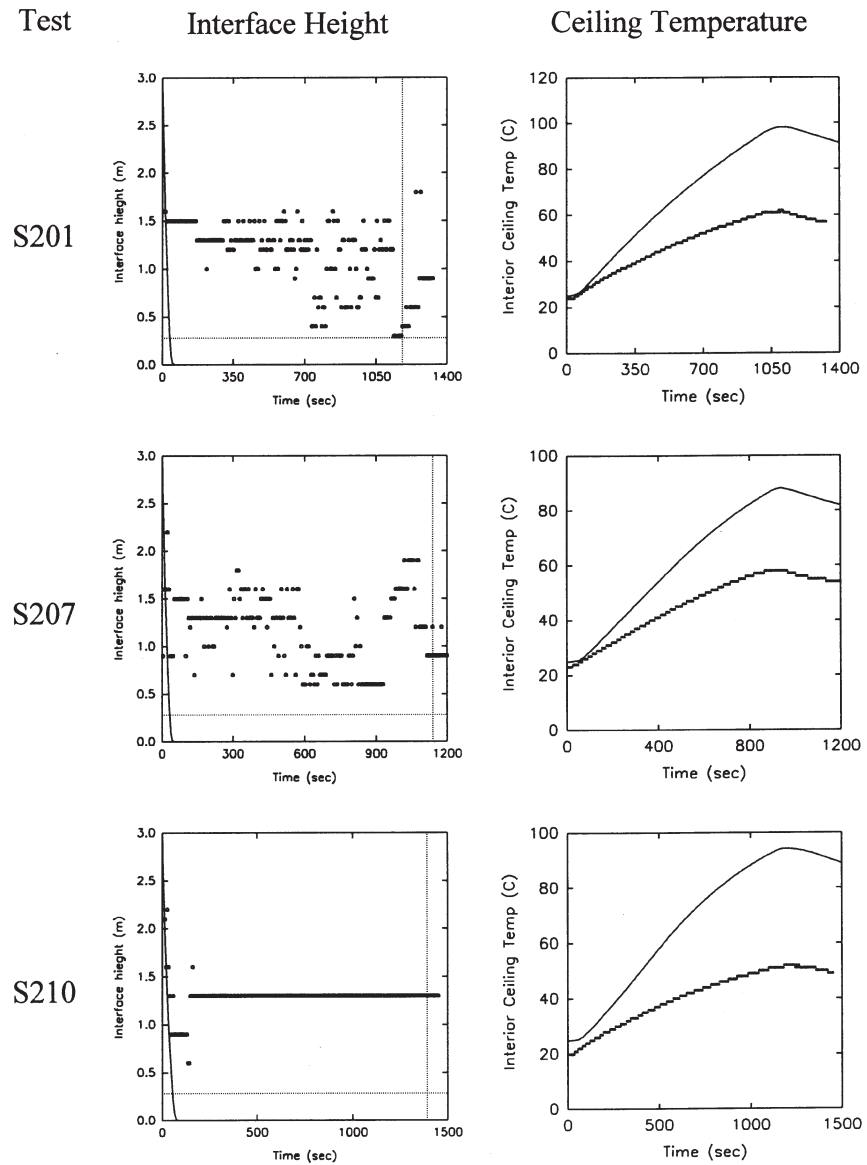 Test Interface Height Ceiling Temperature
S201
3.0
2.5
2.0
1.5
1.0
0.5
0.0
Interface hieght (m)
0 350 700 1050 1400
Time (sec)
120
100
80
60
40
20
0
Interior Ceiling Temp (C)
0 350 700 1050 1400
Time (sec)
S207
3.0
2.5
2.0
1.5
1.0
0.5
0.0
Interface hieght (m)
0 300 600 900 1200
Time (sec)
100
80
60
40
20
0
Interior Ceiling Temp (C)
0 400 800 1200
Time (sec)
S210
3.0
2.5
2.0
1.5
1.0
0.5
0.0
Interface hieght (m)
0 500 1000 1500
Time (sec)
100
80
60
40
20
0
Interior Ceiling Temp (C)
0 500 1000 1500
Time (sec)